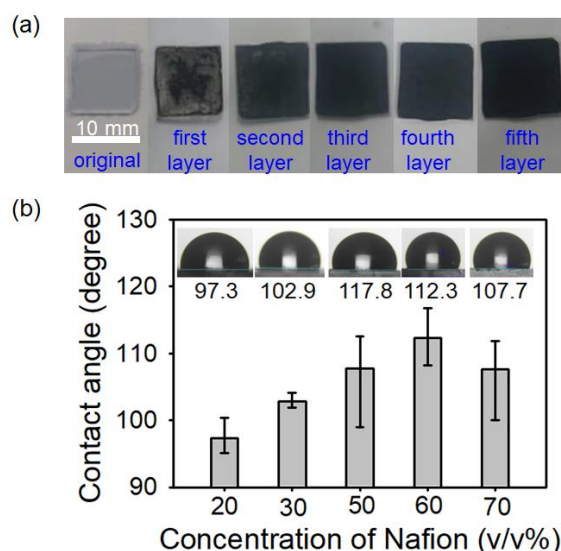 (a)
10 mm
original
first
layer
second
layer
third
layer
fourth
layer
fifth
layer
(b)
Contact angle (degree)
130
120
110
100
90
97.3 102.9 117.8 112.3 107.7
20 30 50 60 70
Concentration of Nafion (v/v%)